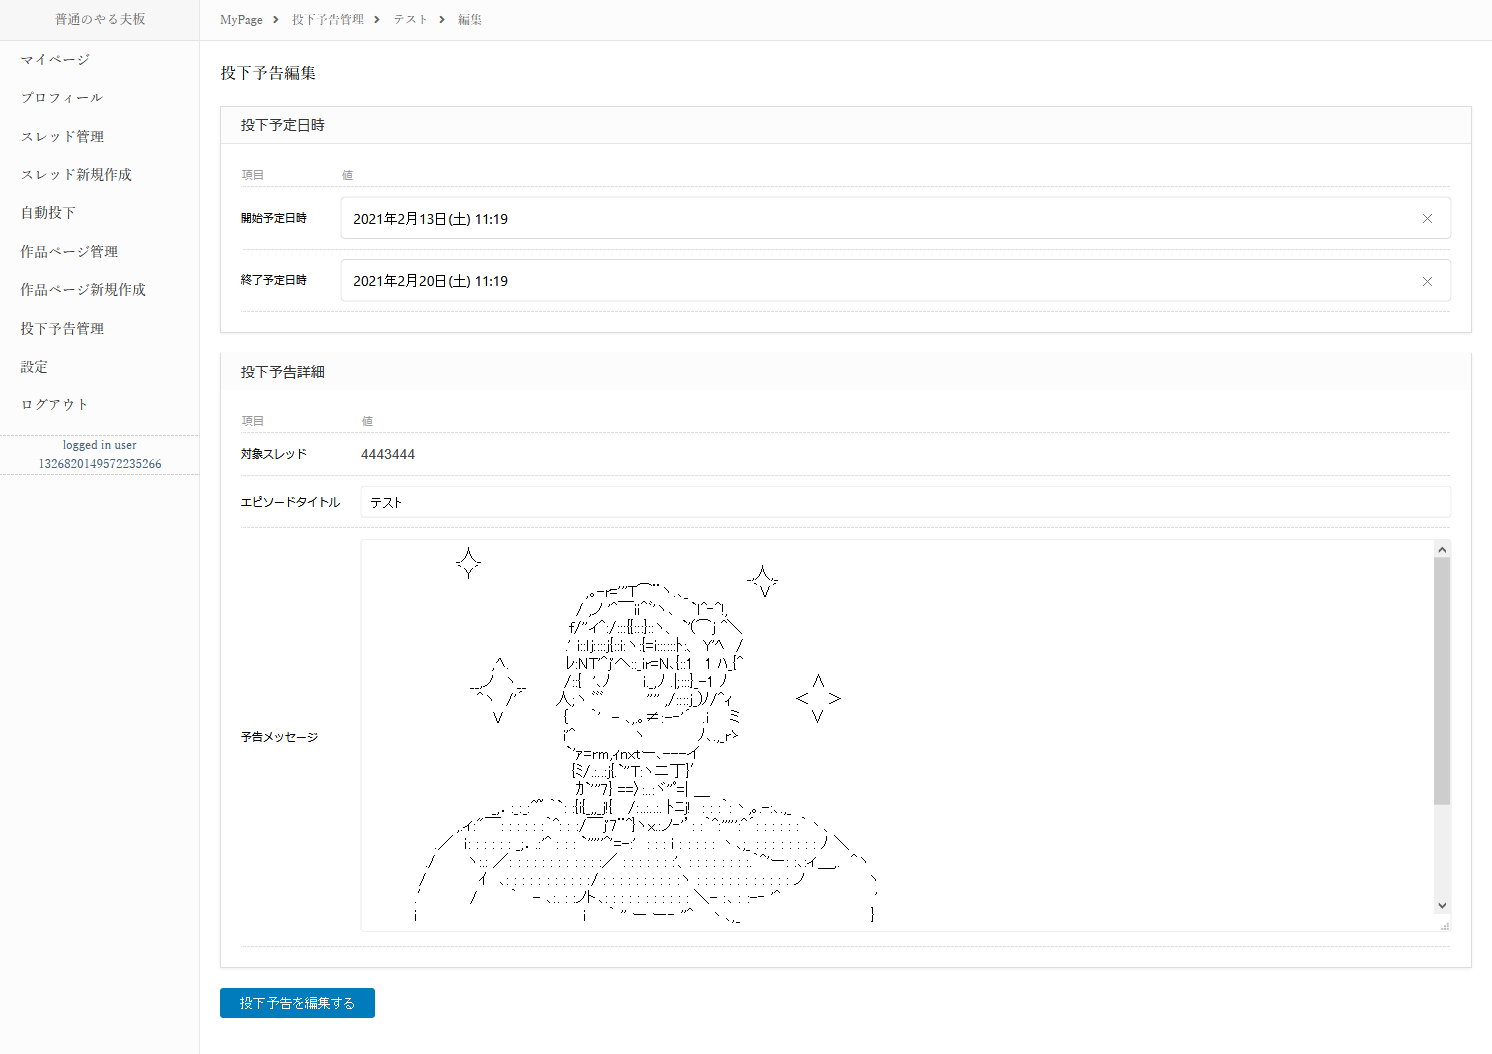 普通のやる夫板
MyPage > 投下予告管理 > テスト > 編集
マイページ
プロフィール
スレッド管理
スレッド新規作成
自動投下
作品ページ管理
作品ページ新規作成
投下予告管理
設定
ログアウト
logged in user
1326820149572235266
投下予告編集
投下予定日時
項目 値
開始予定日時 2021年2月13日(土) 11:19
終了予定日時 2021年2月20日(土) 11:19
投下予告詳細
項目 値
対象スレッド 4443444
エピソードタイトル テスト
予告メッセージ
投下予告を編集する